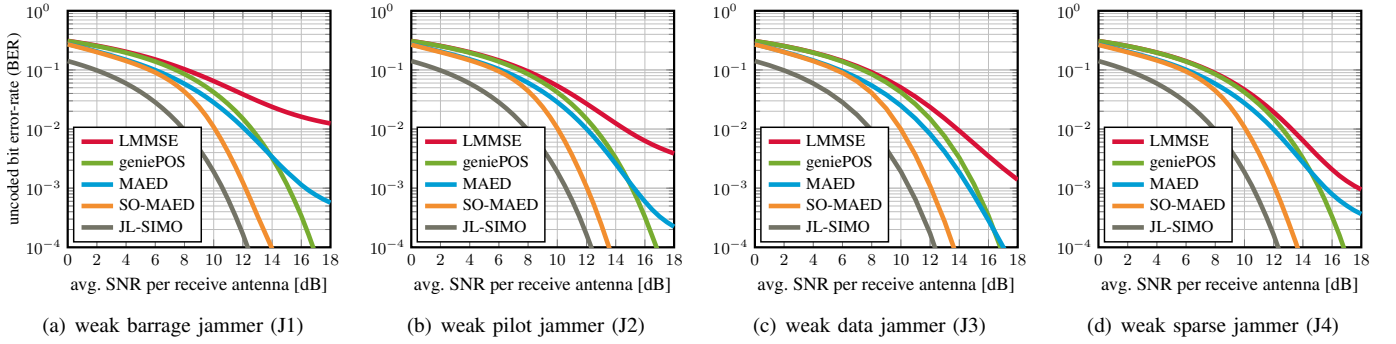 uncoded bit error-rate (BER)
10^0
10^−1
10^−2
10^−3
10^−4
LMMSE
geniePOS
MAED
SO-MAED
JL-SIMO
0 2 4 6 8 10 12 14 16 18
avg. SNR per receive antenna [dB]
(a) weak barrage jammer (J1)
10^0
10^−1
10^−2
10^−3
10^−4
LMMSE
geniePOS
MAED
SO-MAED
JL-SIMO
0 2 4 6 8 10 12 14 16 18
avg. SNR per receive antenna [dB]
(b) weak pilot jammer (J2)
10^0
10^−1
10^−2
10^−3
10^−4
LMMSE
geniePOS
MAED
SO-MAED
JL-SIMO
0 2 4 6 8 10 12 14 16 18
avg. SNR per receive antenna [dB]
(c) weak data jammer (J3)
10^0
10^−1
10^−2
10^−3
10^−4
LMMSE
geniePOS
MAED
SO-MAED
JL-SIMO
0 2 4 6 8 10 12 14 16 18
avg. SNR per receive antenna [dB]
(d) weak sparse jammer (J4)